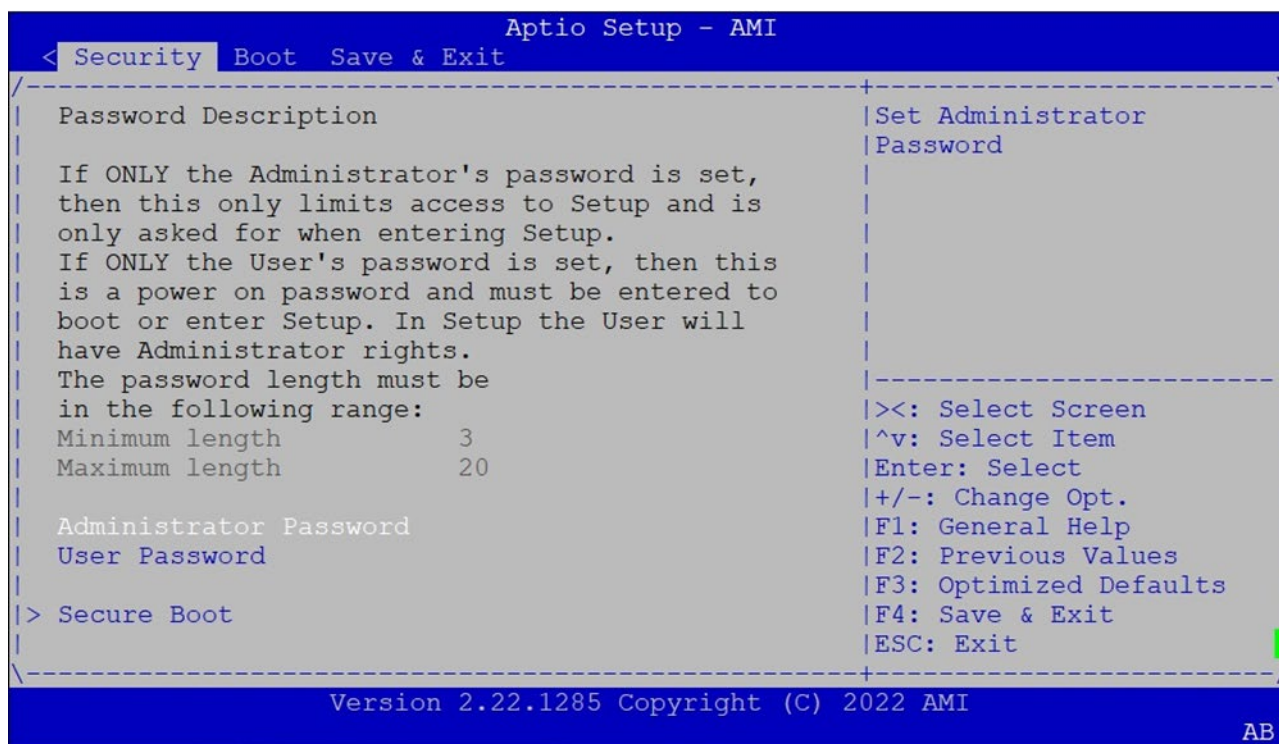 Aptio Setup - AMI
< Security Boot Save & Exit
/---------------------------------------------------+------------------------\
| Password Description |Set Administrator
| |Password
| If ONLY the Administrator's password is set, |
| then this only limits access to Setup and is |
| only asked for when entering Setup. |
| If ONLY the User's password is set, then this |
| is a power on password and must be entered to |
| boot or enter Setup. In Setup the User will |
| have Administrator rights. |
| The password length must be |------------------------
| in the following range: |><: Select Screen
| Minimum length 3 |^v: Select Item
| Maximum length 20 |Enter: Select
| |+/-: Change Opt.
| Administrator Password |F1: General Help
| User Password |F2: Previous Values
| |F3: Optimized Defaults
|> Secure Boot |F4: Save & Exit
| |ESC: Exit
\---------------------------------------------------+------------------------/
Version 2.22.1285 Copyright (C) 2022 AMI
AB